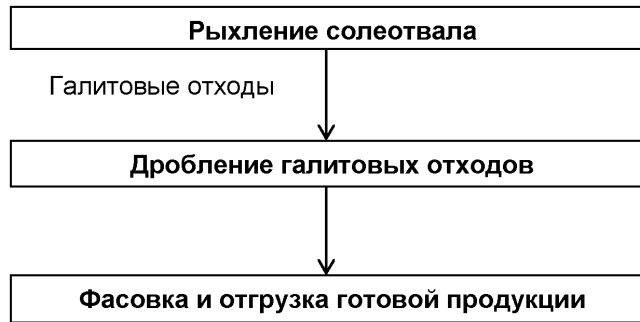 Рыхление солеотвала
Галитовые отходы
Дробление галитовых отходов
Фасовка и отгрузка готовой продукции